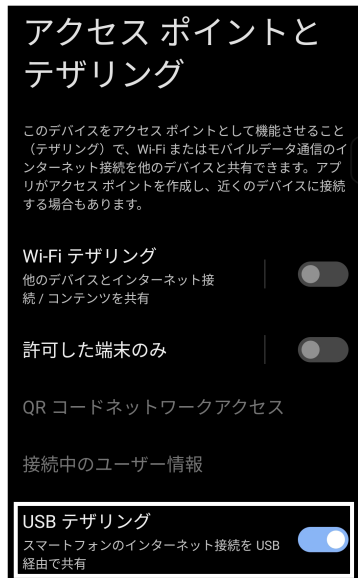 アクセス ポイントと
テザリング
このデバイスをアクセス ポイントとして機能させること
（テザリング）で、Wi-Fi またはモバイルデータ通信のイ
ンターネット接続を他のデバイスと共有できます。アプ
リがアクセス ポイントを作成し、近くのデバイスに接続
する場合もあります。
Wi-Fi テザリング
他のデバイスとインターネット接
続 / コンテンツを共有
許可した端末のみ
QR コードネットワークアクセス
接続中のユーザー情報
USB テザリング
スマートフォンのインターネット接続を USB
経由で共有